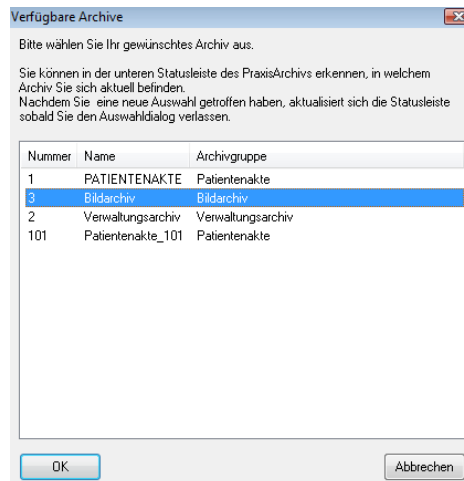 Verfügbare Archive
Bitte wählen Sie Ihr gewünschtes Archiv aus.
Sie können in der unteren Statusleiste des PraxisArchivs erkennen, in welchem
Archiv Sie sich aktuell befinden.
Nachdem Sie eine neue Auswahl getroffen haben, aktualisiert sich die Statusleiste
sobald Sie den Auswahldialog verlassen.
Nummer Name Archivgruppe
1 PATIENTENAKTE Patientenakte
3 Bildarchiv Bildarchiv
2 Verwaltungsarchiv Verwaltungsarchiv
101 Patientenakte_101 Patientenakte
OK Abbrechen